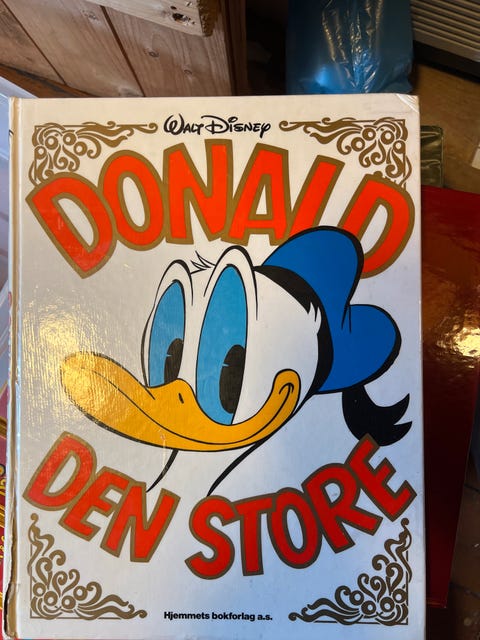 Walt Disney
DONALD
DEN STORE
Hjemmets bokforlag a.s.